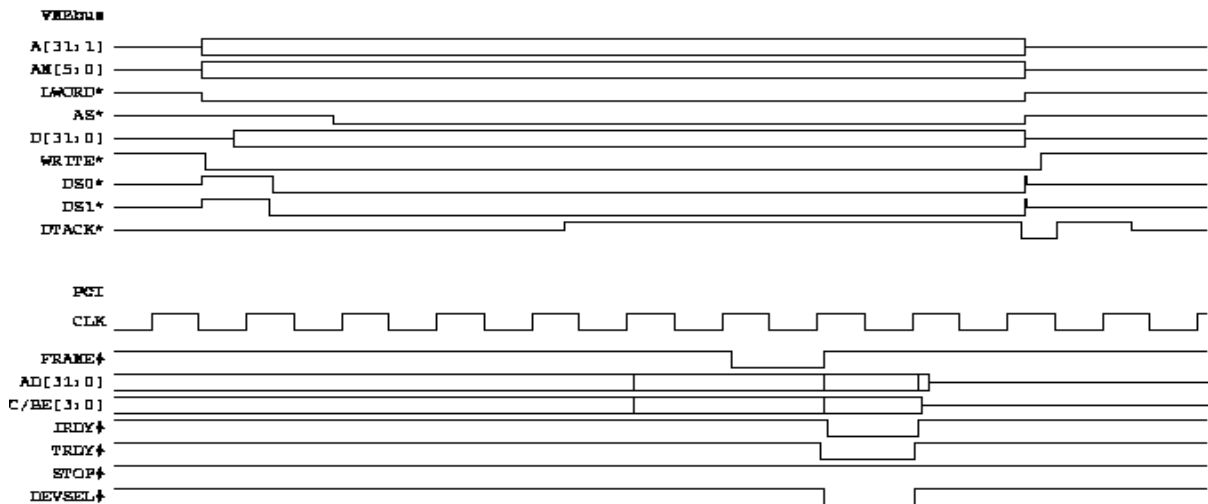 VMEbus
A[31:1]
AM[5:0]
LWORD*
AS*
D[31:0]
WRITE*
DS0*
DS1*
DTACK*
PCI
CLK
FRAME#
AD[31:0]
C/BE[3:0]
IRDY#
TRDY#
STOP#
DEVSEL#